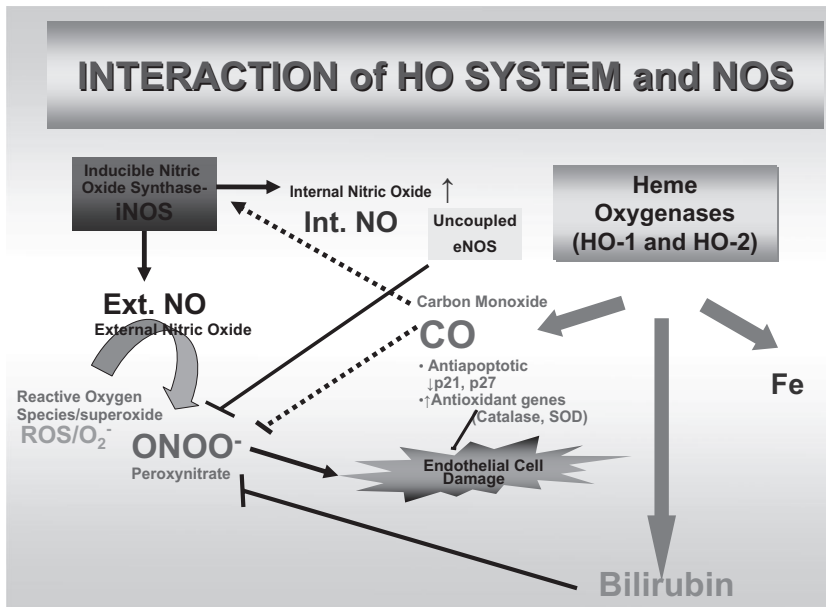 INTERACTION of HO SYSTEM and NOS
Inducible Nitric
Oxide Synthase-
iNOS
Internal Nitric Oxide ↑
Int. NO
Uncoupled
eNOS
Heme
Oxygenases
(HO-1 and HO-2)
Ext. NO
External Nitric Oxide
Carbon Monoxide
CO
• Antiapoptotic
↓p21, p27
•↑Antioxidant genes
(Catalase, SOD)
Fe
Reactive Oxygen
Species/superoxide
ROS/O₂⁻
ONOO⁻
Peroxynitrate
Endothelial Cell
Damage
Bilirubin